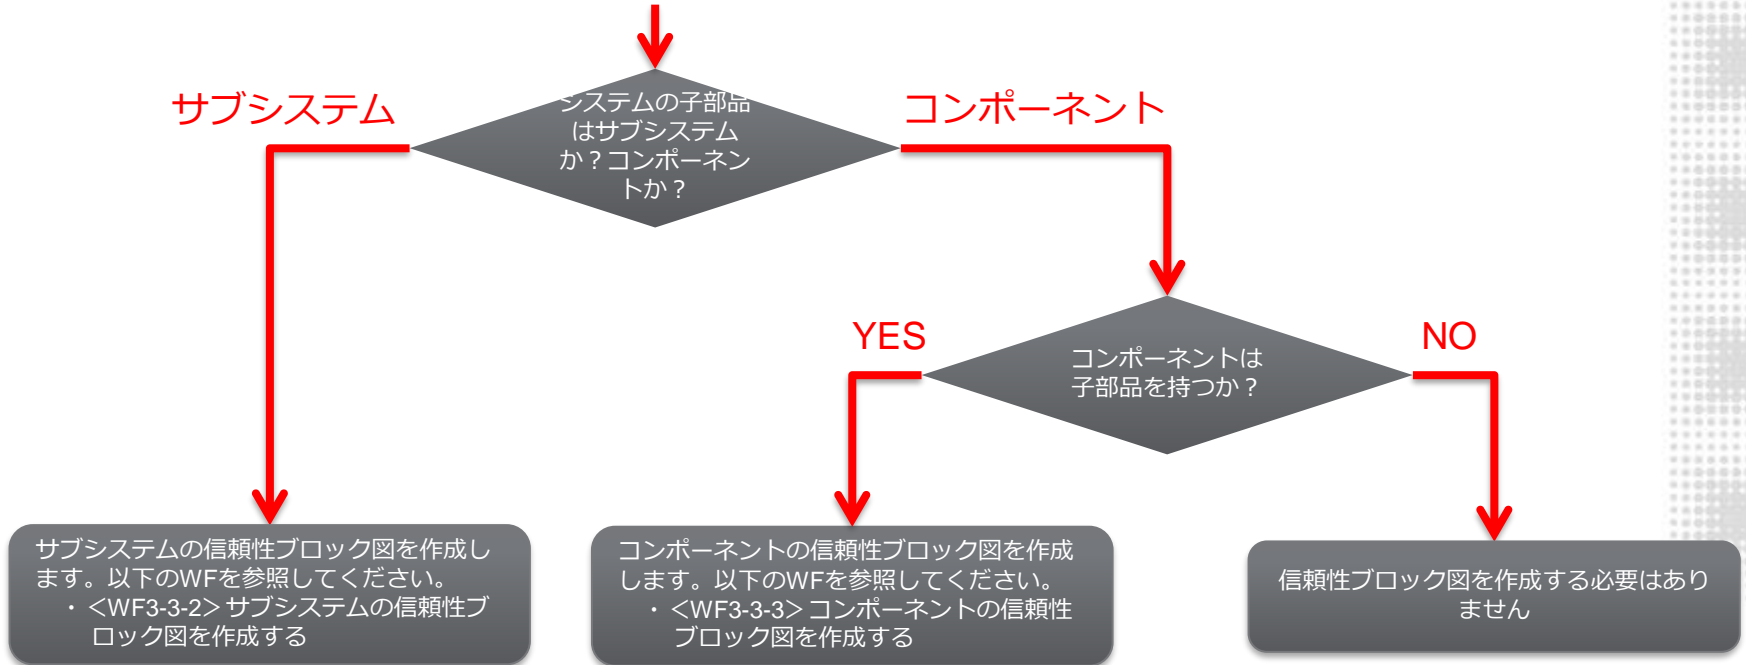 サブシステム
システムの子部品
はサブシステム
か？コンポーネン
トか？
コンポーネント
YES
コンポーネントは
子部品を持つか？
NO
サブシステムの信頼性ブロック図を作成し
ます。以下のWFを参照してください。
・<WF3-3-2>サブシステムの信頼性ブ
ロック図を作成する
コンポーネントの信頼性ブロック図を作成
します。以下のWFを参照してください。
・<WF3-3-3>コンポーネントの信頼性
ブロック図を作成する
信頼性ブロック図を作成する必要はあり
ません